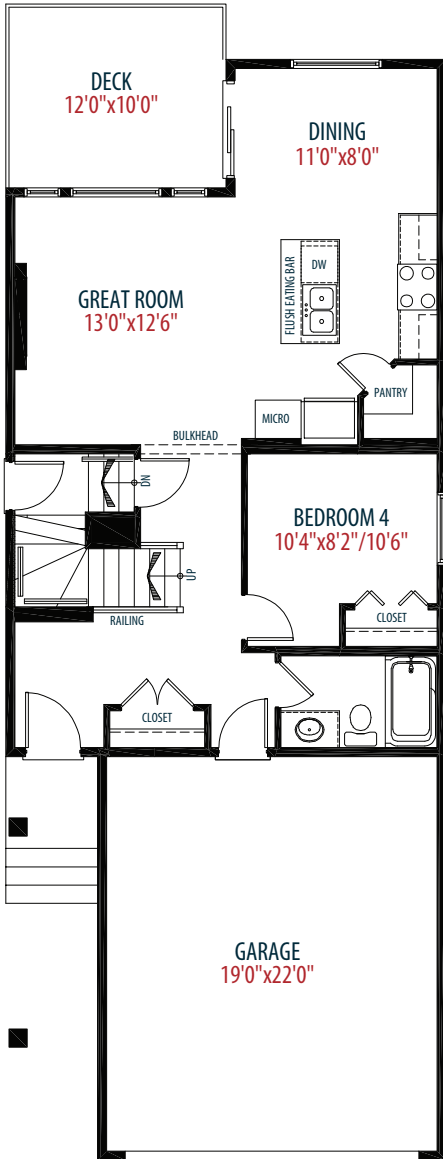 DECK
12'0"x10'0"
DINING
11'0"x8'0"
FLUSH EATING BAR
DW
GREAT ROOM
13'0"x12'6"
PANTRY
MICRO
BULKHEAD
DN
BEDROOM 4
10'4"x8'2"/10'6"
UP
RAILING
CLOSET
CLOSET
GARAGE
19'0"x22'0"